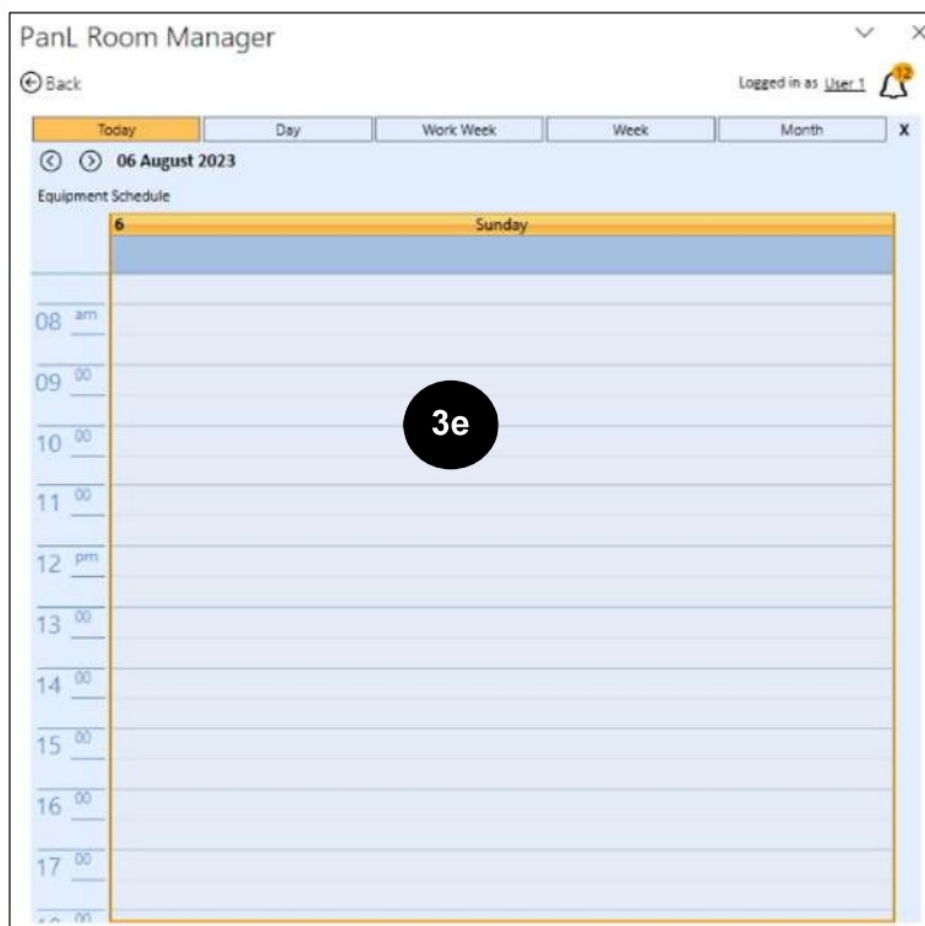 PanL Room Manager
Back
Logged in as User 1
12
Today Day Work Week Week Month X
06 August 2023
Equipment Schedule
6 Sunday
08 am
09 00
3e
10 00
11 00
12 pm
13 00
14 00
15 00
16 00
17 00